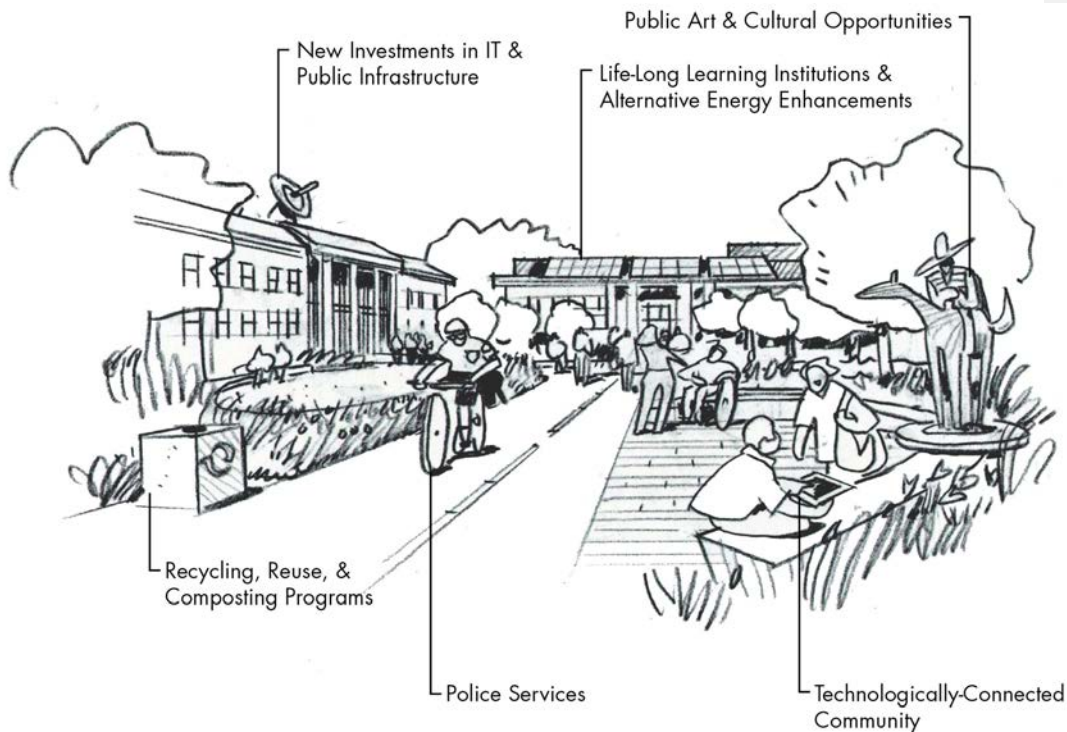 Public Art & Cultural Opportunities
New Investments in IT &
Public Infrastructure
Life-Long Learning Institutions &
Alternative Energy Enhancements
Recycling, Reuse, &
Composting Programs
Police Services
Technologically-Connected
Community